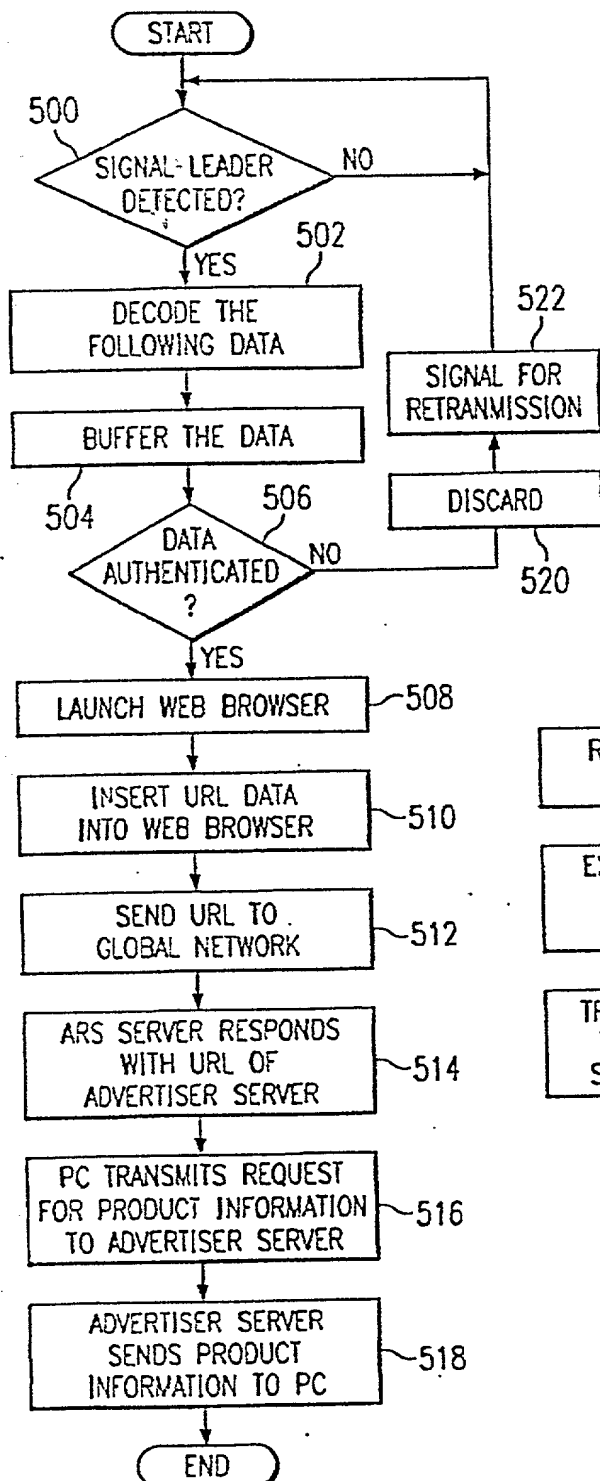 START
500
SIGNAL-LEADER
DETECTED?
NO
YES
502
DECODE THE
FOLLOWING DATA
522
SIGNAL FOR
RETRANMISSION
BUFFER THE DATA
504
DISCARD
520
506
DATA
AUTHENTICATED
?
NO
YES
LAUNCH WEB BROWSER
508
INSERT URL DATA
INTO WEB BROWSER
510
SEND URL TO
GLOBAL NETWORK
512
ARS SERVER RESPONDS
WITH URL OF
ADVERTISER SERVER
514
PC TRANSMITS REQUEST
FOR PRODUCT INFORMATION
TO ADVERTISER SERVER
516
ADVERTISER SERVER
SENDS PRODUCT
INFORMATION TO PC
518
END